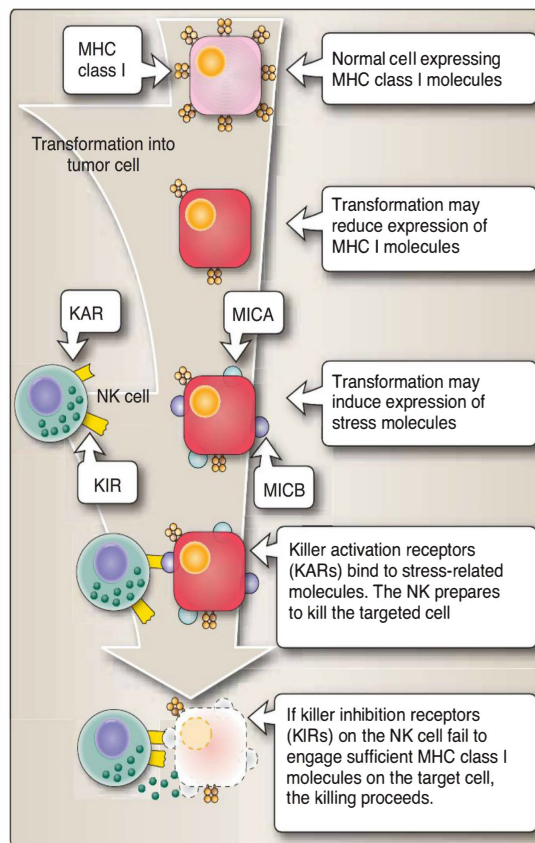 MHC
class I
Normal cell expressing
MHC class I molecules
Transformation into
tumor cell
Transformation may
reduce expression of
MHC I molecules
KAR
MICA
NK cell
Transformation may
induce expression of
stress molecules
KIR
MICB
Killer activation receptors
(KARs) bind to stress-related
molecules. The NK prepares
to kill the targeted cell
If killer inhibition receptors
(KIRs) on the NK cell fail to
engage sufficient MHC class I
molecules on the target cell,
the killing proceeds.